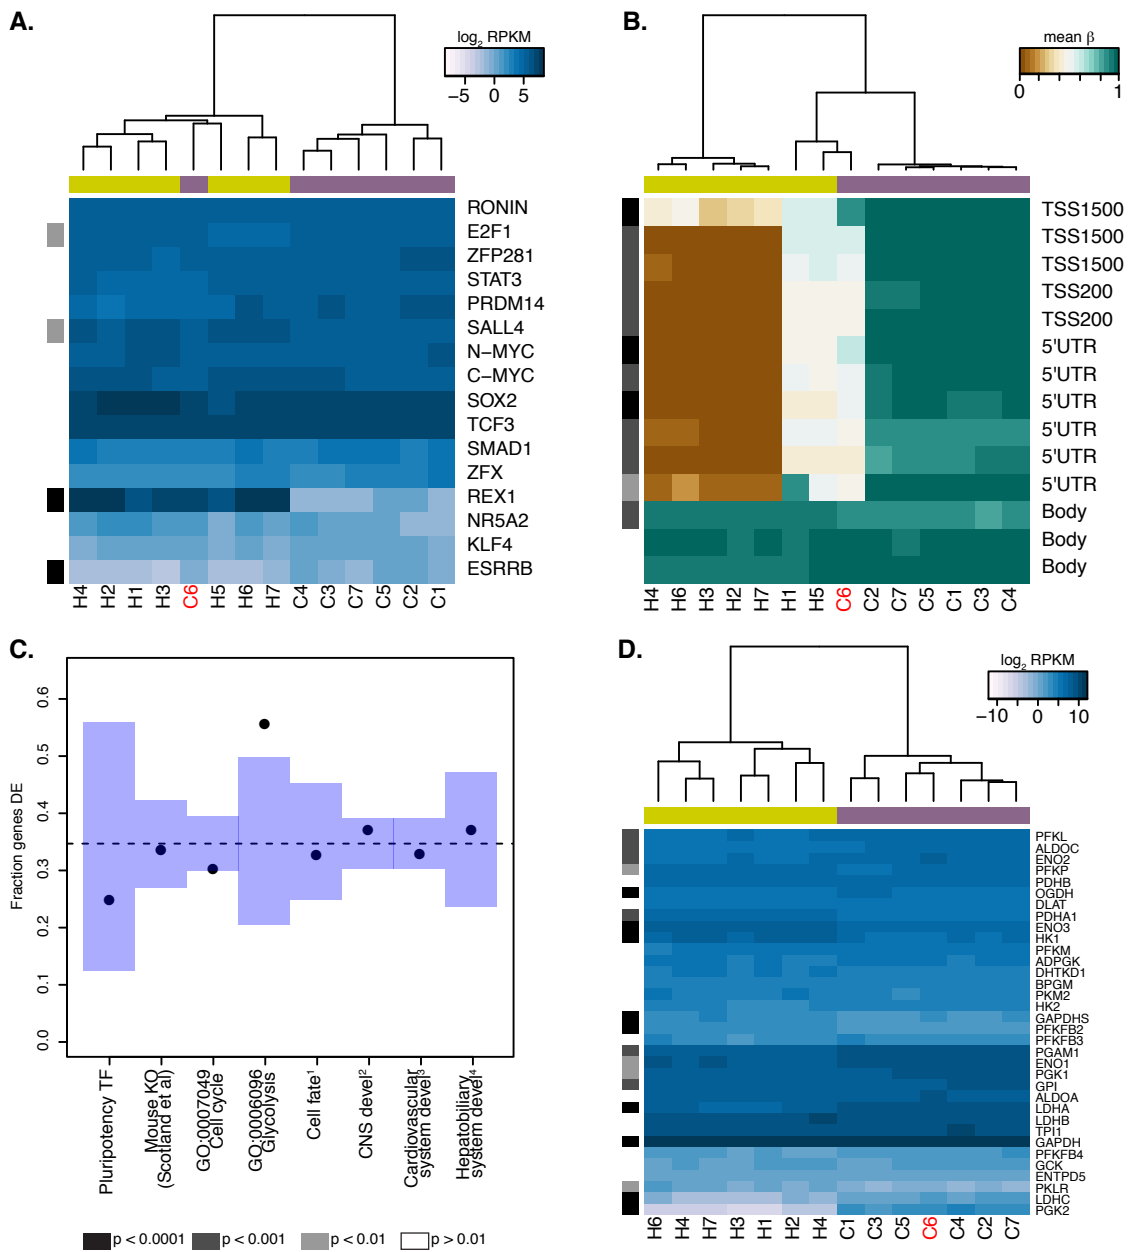 A.
log2 RPKM
−5 0 5
RONIN
E2F1
ZFP281
STAT3
PRDM14
SALL4
N−MYC
C−MYC
SOX2
TCF3
SMAD1
ZFX
REX1
NR5A2
KLF4
ESRRB
H4 H2 H1 H3 C6 H5 H6 H7 C4 C3 C7 C5 C2 C1
B.
mean β
0 1
TSS1500
TSS1500
TSS1500
TSS200
TSS200
5'UTR
5'UTR
5'UTR
5'UTR
5'UTR
5'UTR
Body
Body
Body
H4 H6 H3 H2 H7 H1 H5 C6 C2 C7 C5 C1 C3 C4
C.
Fraction genes DE
0.6
0.5
0.4
0.3
0.2
0.1
0.0
Pluripotency TF
Mouse KO
(Scotland et al)
GO:0007049
Cell cycle
GO:0006096
Glycolysis
Cell fate¹
CNS devel²
Cardiovascular
system devel³
Hepatobiliary
system devel⁴
p < 0.0001 p < 0.001 p < 0.01 p > 0.01
D.
log2 RPKM
−10 0 10
PFKL
ALDOC
ENO2
PFKP
PDHB
OGDH
DLAT
PDHA1
ENO3
HK1
PFKM
ADPGK
DHTKD1
BPGM
PKM2
HK2
GAPDHS
PFKFB2
PFKFB3
PGAM1
ENO1
PGK1
GPI
ALDOA
LDHA
LDHB
TPI1
GAPDH
PFKFB4
GCK
ENTPD5
PKLR
LDHC
PGK2
H6 H4 H7 H3 H1 H2 H4 C1 C3 C5 C6 C4 C2 C7